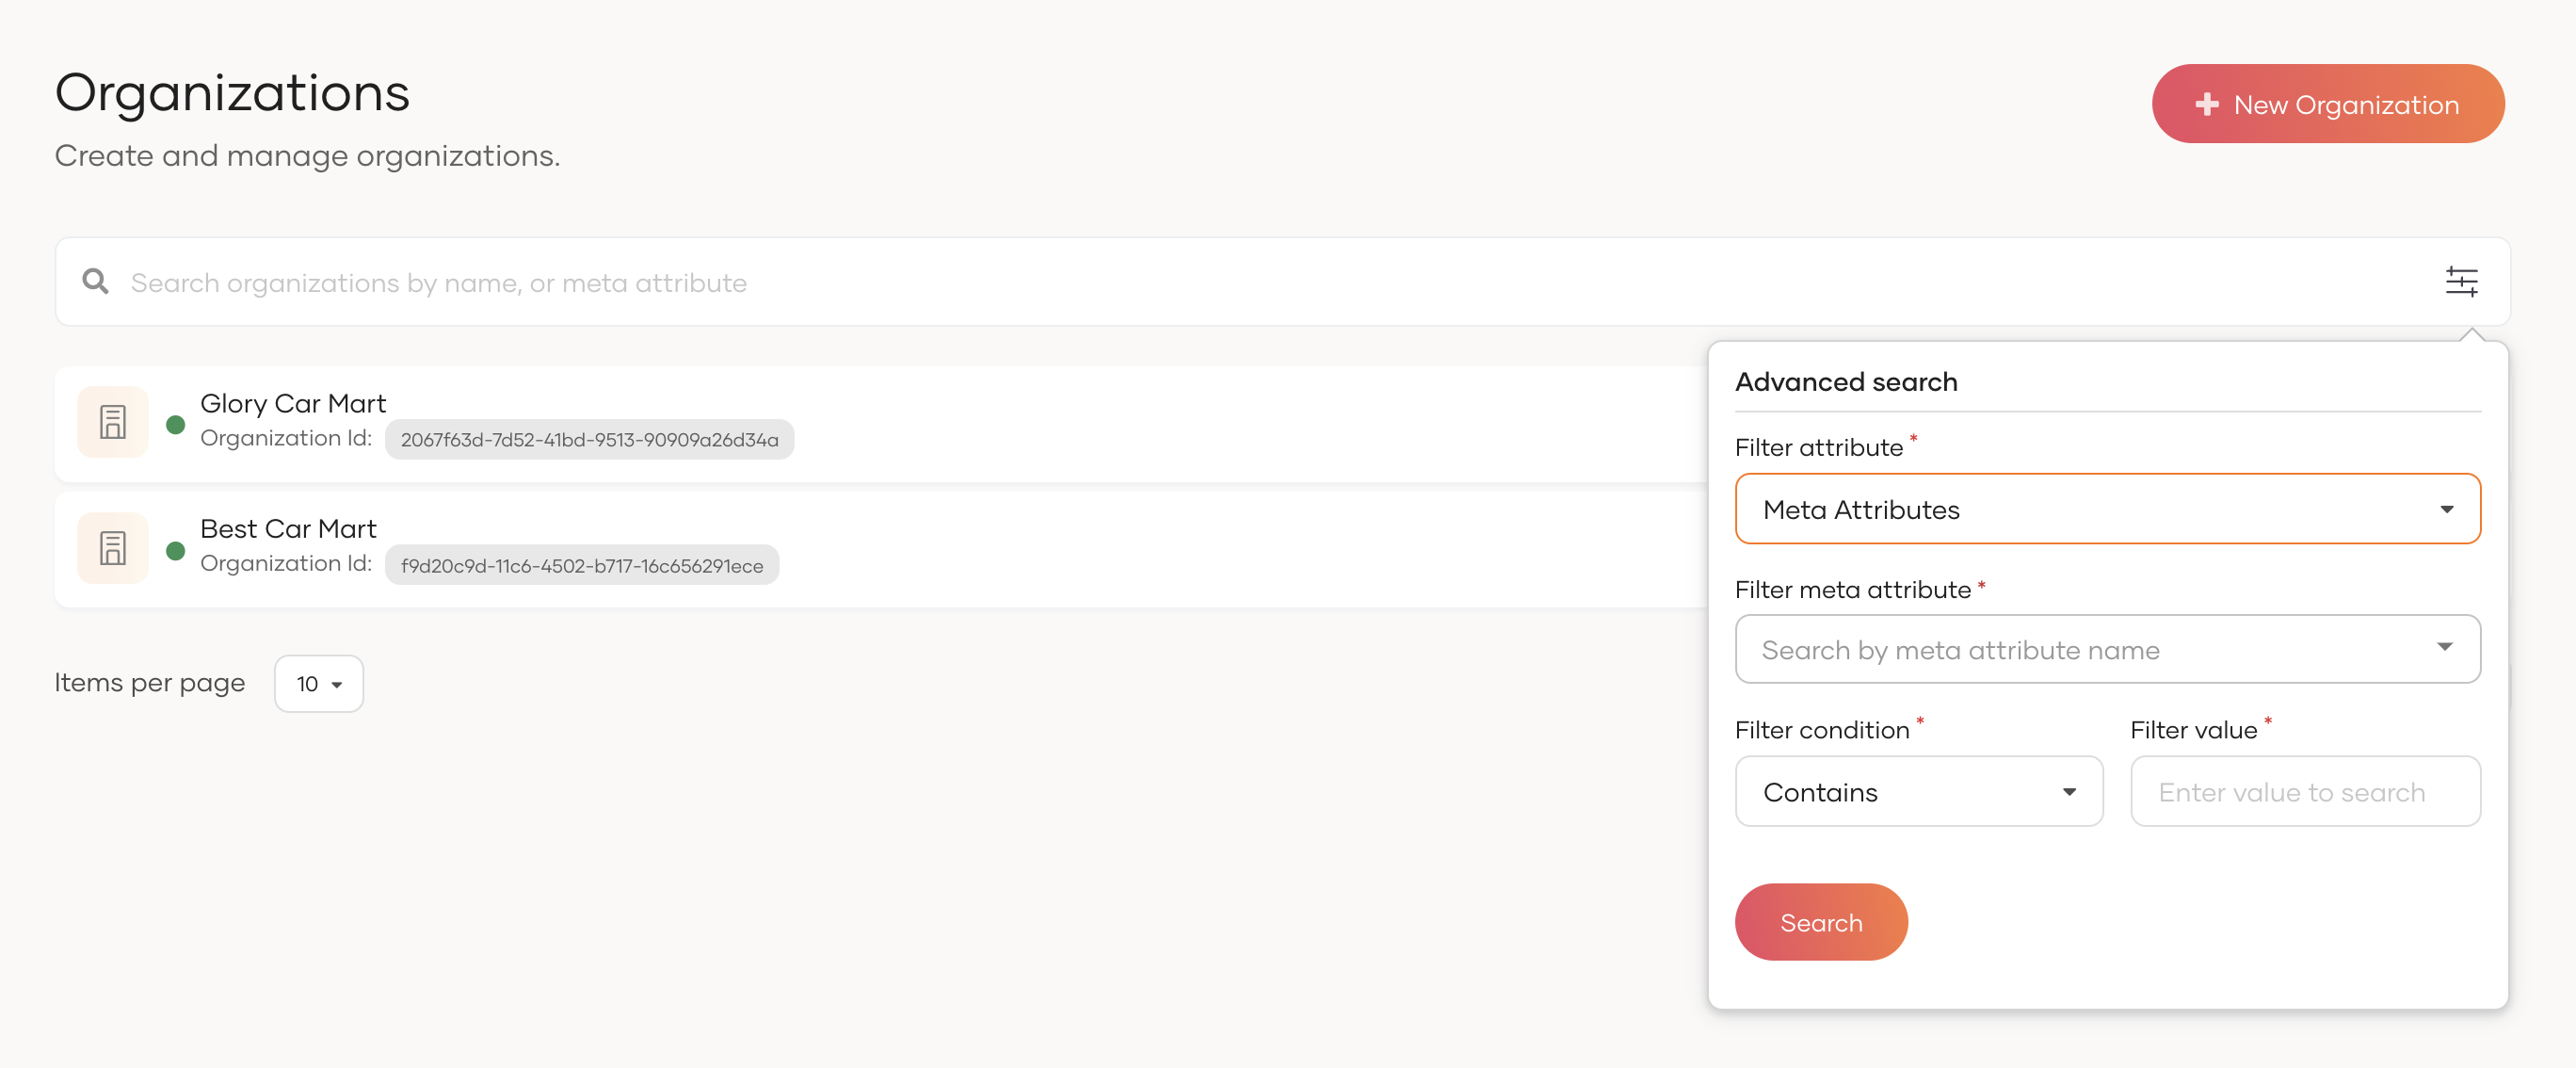 Organizations
New Organization
Create and manage organizations.
Search organizations by name, or meta attribute
Glory Car Mart
Organization Id: 2067f63d-7d52-41bd-9513-90909a26d34a
Best Car Mart
Organization Id: f9d20c9d-11c6-4502-b717-16c656291ece
Items per page 10
Advanced search
Filter attribute *
Meta Attributes
Filter meta attribute *
Search by meta attribute name
Filter condition * Filter value *
Contains Enter value to search
Search